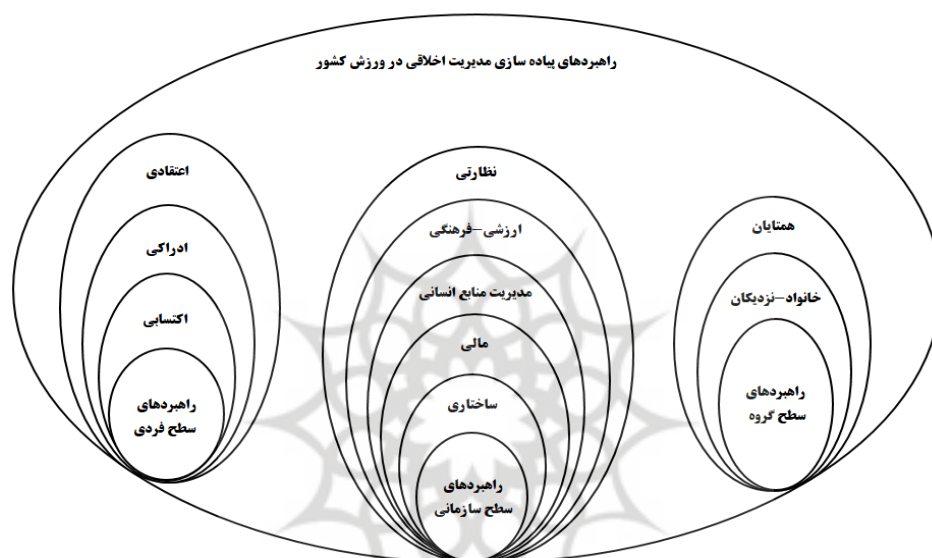 راهبردهای پیاده سازی مدیریت اخلاقی در ورزش کشور
همتایان
خانواد-نزدیکان
راهبردهای
سطح گروه
نظارتی
ارزشی-فرهنگی
مدیریت منابع انسانی
مالی
ساختاری
راهبردهای
سطح سازمانی
اعتقادی
ادراکی
اکتسابی
راهبردهای
سطح فردی